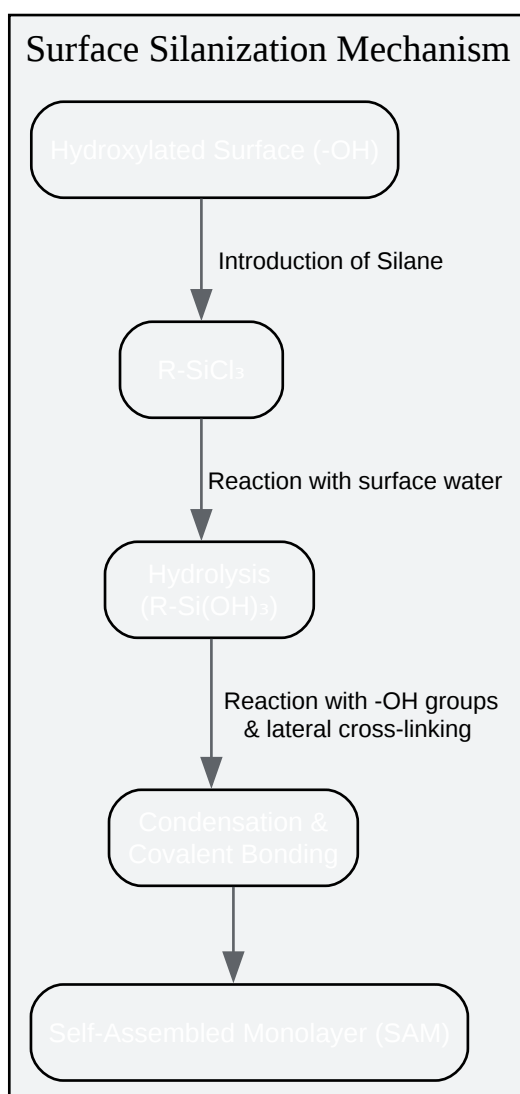 Surface Silanization Mechanism
Hydroxylated Surface (-OH)
Introduction of Silane
R-SiCl₃
Reaction with surface water
Hydrolysis
(R-Si(OH)₃)
Reaction with -OH groups
& lateral cross-linking
Condensation &
Covalent Bonding
Self-Assembled Monolayer (SAM)